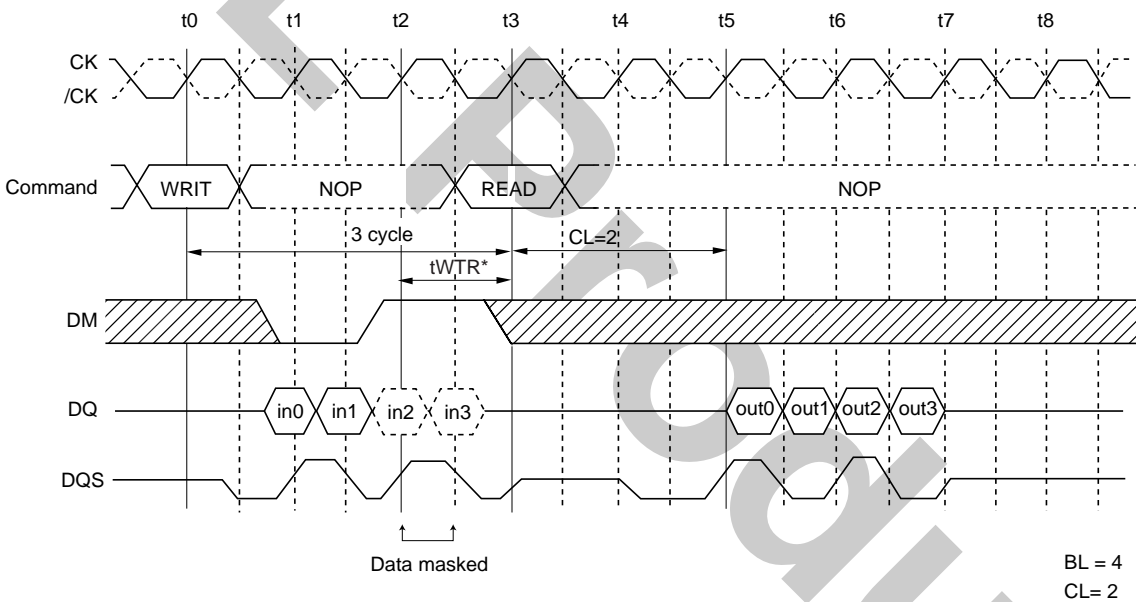 t0 t1 t2 t3 t4 t5 t6 t7 t8
CK
/CK
Command WRIT NOP READ NOP
3 cycle CL=2
tWTR*
DM
DQ in0 in1 in2 in3 out0 out1 out2 out3
DQS
Data masked
BL = 4
CL= 2